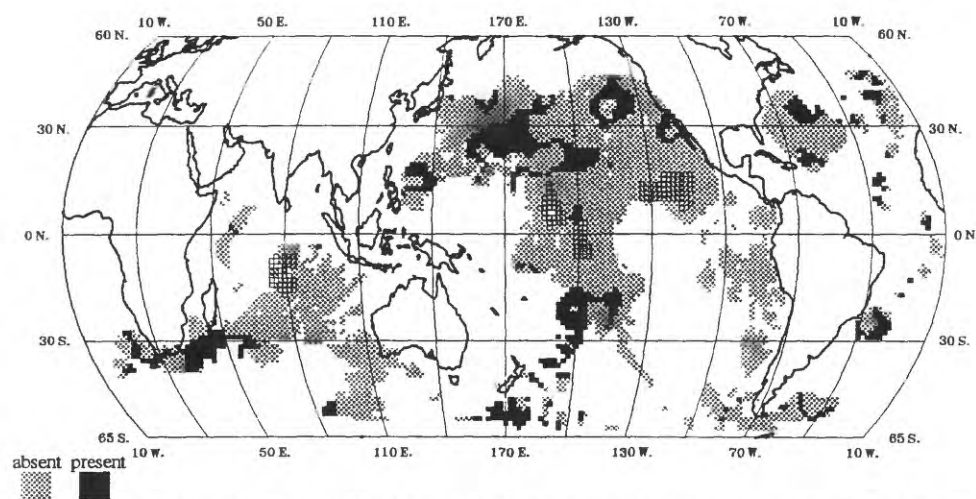 10 W. 50 E. 110 E. 170 E. 130 W. 70 W. 10 W.
60 N. 60 N.
30 N. 30 N.
0 N. 0 N
30 S. 30 S.
65 S. 65 S.
10 W. 50 E. 110 E. 170 E. 130 W. 70 W. 10 W.
absent present